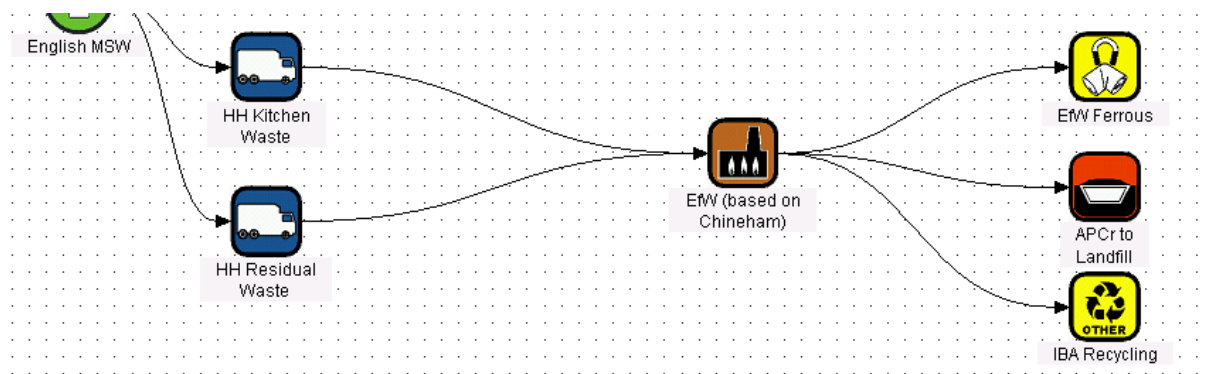 English MSW
HH Kitchen
Waste
HH Residual
Waste
EfW (based on
Chineham)
EfW Ferrous
APCr to
Landfill
OTHER
IBA Recycling